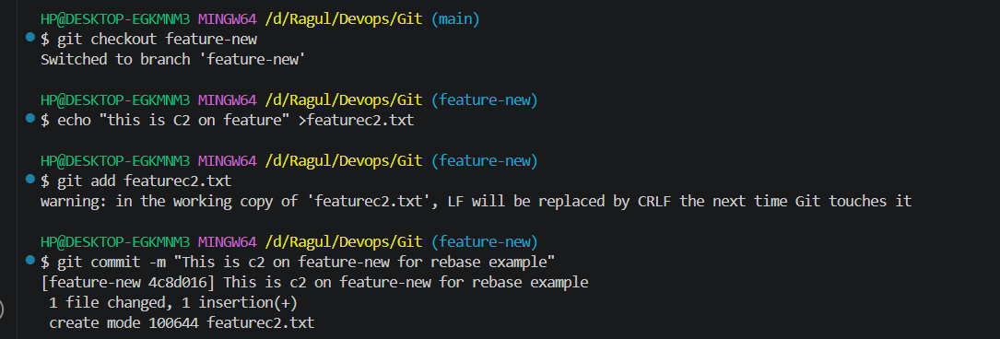 HP@DESKTOP-EGKMNM3 MINGW64 /d/Ragul/Devops/Git (main)
$ git checkout feature-new
Switched to branch 'feature-new'
HP@DESKTOP-EGKMNM3 MINGW64 /d/Ragul/Devops/Git (feature-new)
$ echo "this is C2 on feature" >featurec2.txt
HP@DESKTOP-EGKMNM3 MINGW64 /d/Ragul/Devops/Git (feature-new)
$ git add featurec2.txt
warning: in the working copy of 'featurec2.txt', LF will be replaced by CRLF the next time Git touches it
HP@DESKTOP-EGKMNM3 MINGW64 /d/Ragul/Devops/Git (feature-new)
$ git commit -m "This is c2 on feature-new for rebase example"
[feature-new 4c8d016] This is c2 on feature-new for rebase example
1 file changed, 1 insertion(+)
create mode 100644 featurec2.txt